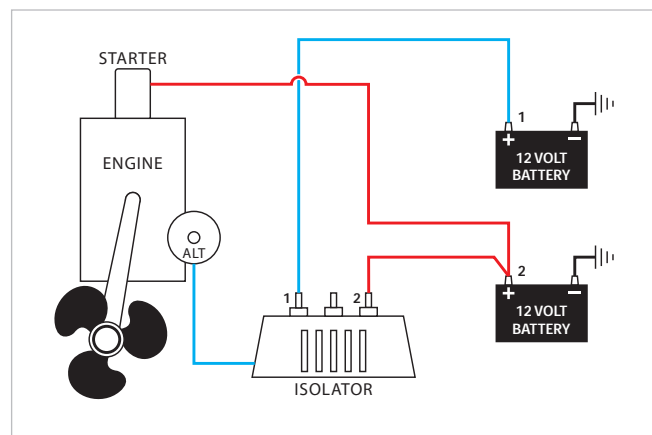 STARTER
ENGINE
ALT
1
2
ISOLATOR
1
+ −
12 VOLT
BATTERY
2
+ −
12 VOLT
BATTERY